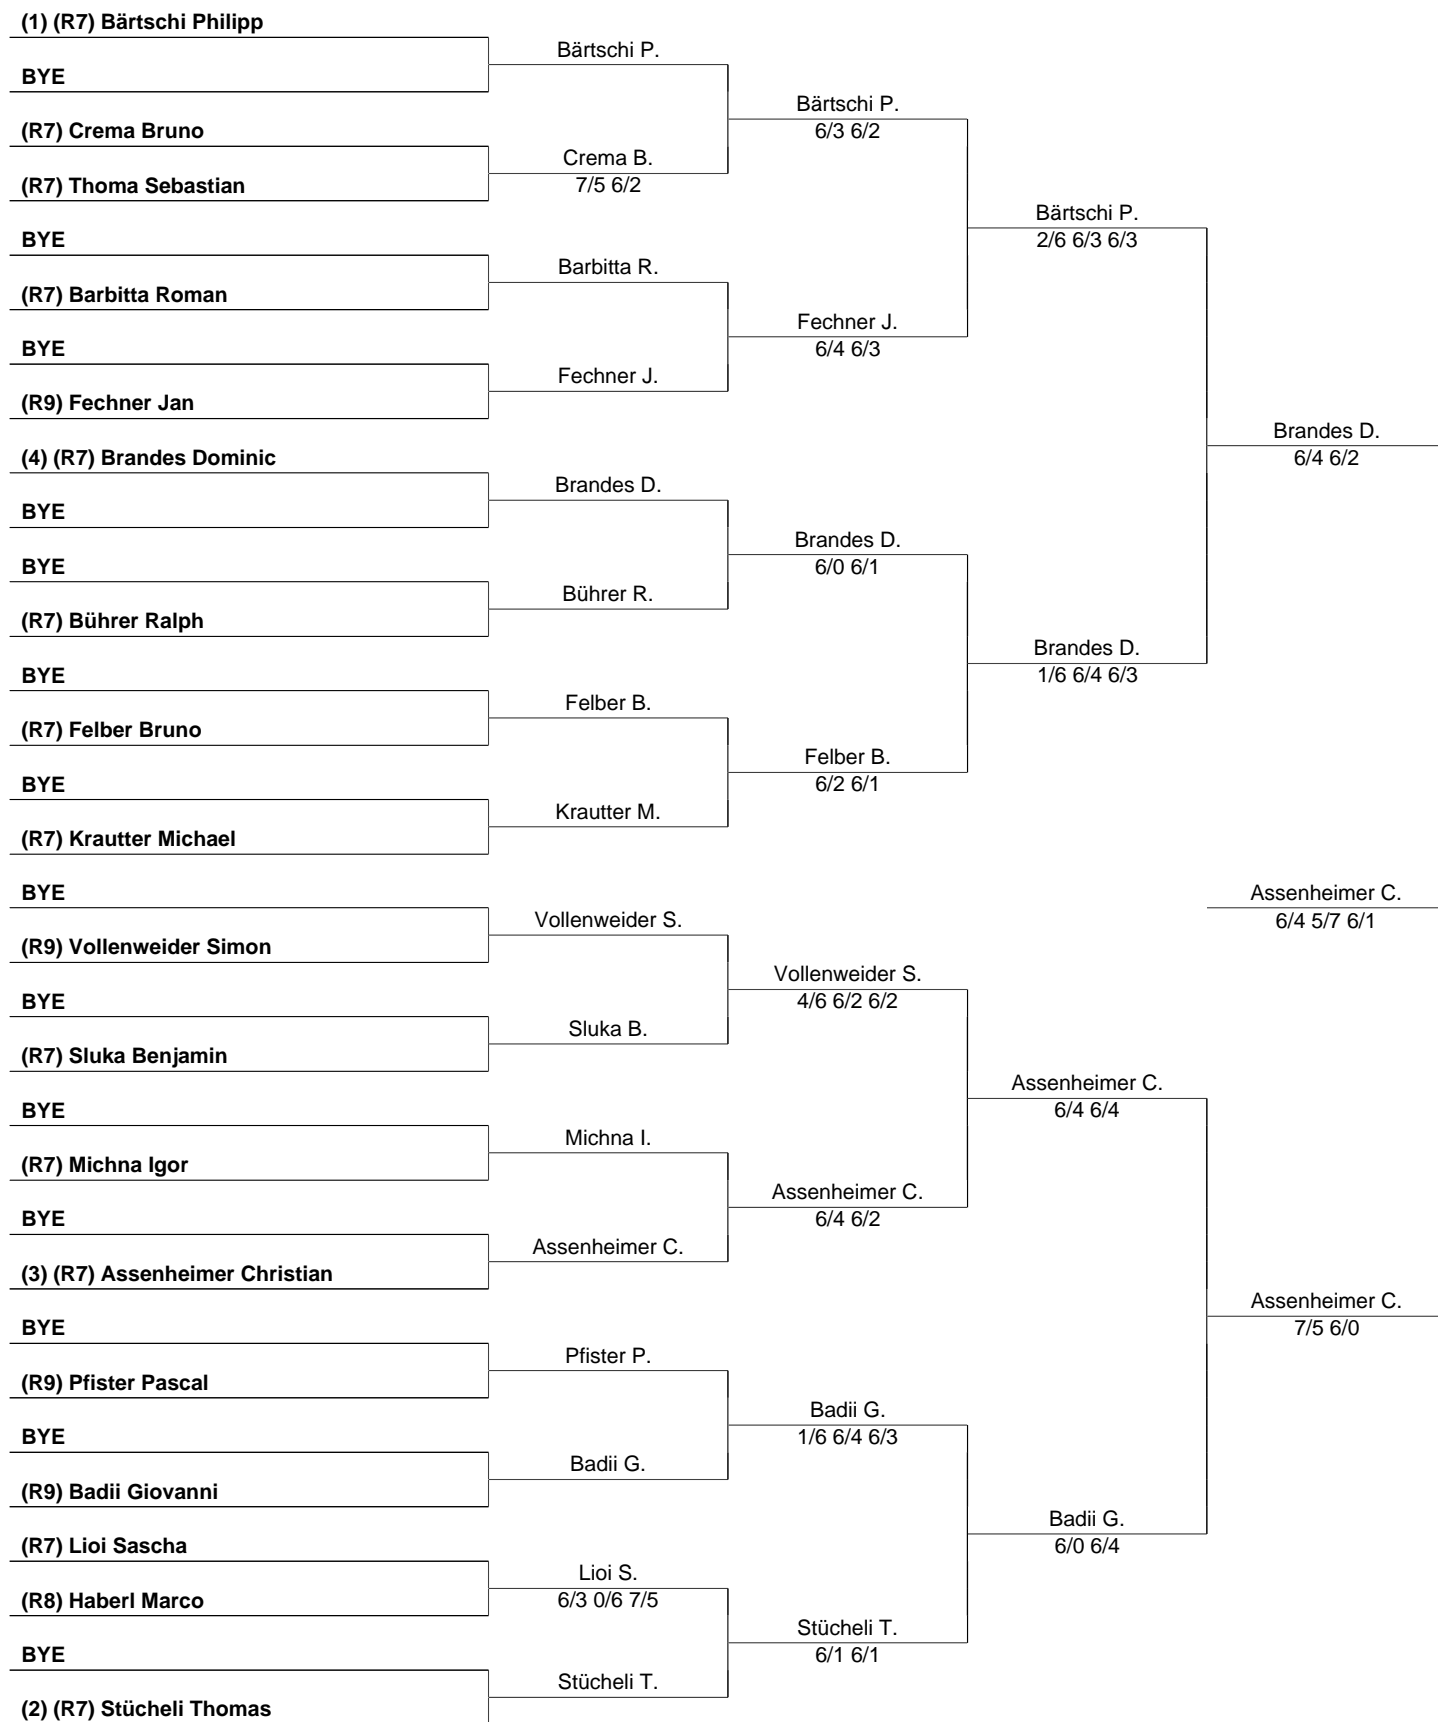 (1) (R7) Bärtschi Philipp
BYE
(R7) Crema Bruno
(R7) Thoma Sebastian
BYE
(R7) Barbitta Roman
BYE
(R9) Fechner Jan
(4) (R7) Brandes Dominic
BYE
BYE
(R7) Bührer Ralph
BYE
(R7) Felber Bruno
BYE
(R7) Krautter Michael
BYE
(R9) Vollenweider Simon
BYE
(R7) Sluka Benjamin
BYE
(R7) Michna Igor
BYE
(3) (R7) Assenheimer Christian
BYE
(R9) Pfister Pascal
BYE
(R9) Badii Giovanni
(R7) Lioi Sascha
(R8) Haberl Marco
BYE
(2) (R7) Stücheli Thomas
Bärtschi P.
Crema B.
7/5 6/2
Barbitta R.
Fechner J.
Brandes D.
Bührer R.
Felber B.
Krautter M.
Vollenweider S.
Sluka B.
Michna I.
Assenheimer C.
Pfister P.
Badii G.
Lioi S.
6/3 0/6 7/5
Stücheli T.
Bärtschi P.
6/3 6/2
Fechner J.
6/4 6/3
Brandes D.
6/0 6/1
Felber B.
6/2 6/1
Vollenweider S.
4/6 6/2 6/2
Assenheimer C.
6/4 6/2
Badii G.
1/6 6/4 6/3
Stücheli T.
6/1 6/1
Bärtschi P.
2/6 6/3 6/3
Brandes D.
1/6 6/4 6/3
Assenheimer C.
6/4 6/4
Badii G.
6/0 6/4
Brandes D.
6/4 6/2
Assenheimer C.
6/4 5/7 6/1
Assenheimer C.
7/5 6/0